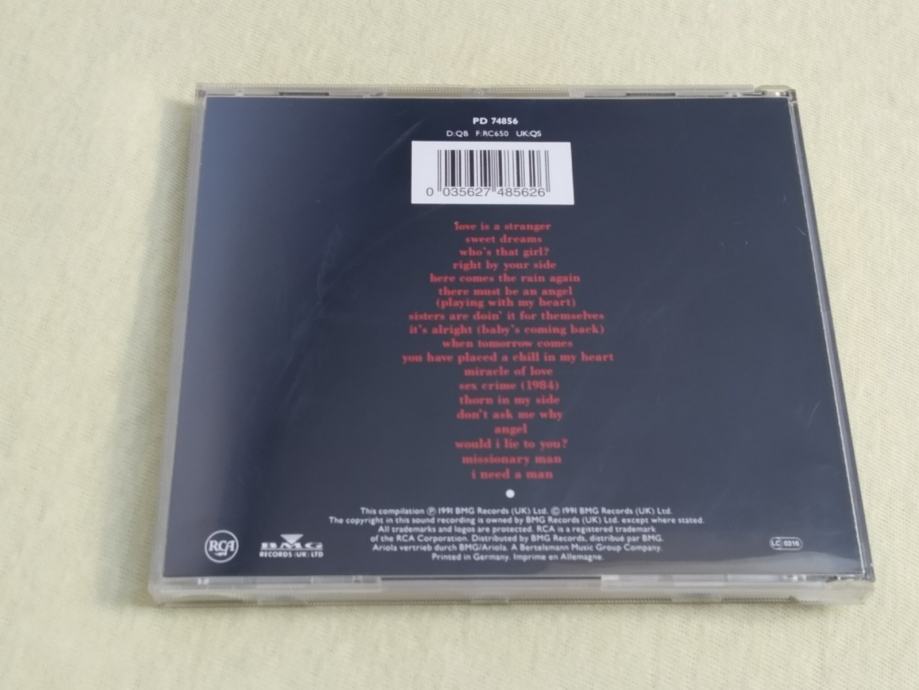 PD 74856
D:QB F:RC650 UK:QS
0 035627 485626
love is a stranger
sweet dreams
who's that girl?
right by your side
here comes the rain again
there must be an angel
(playing with my heart)
sisters are doin' it for themselves
it's alright (baby's coming back)
when tomorrow comes
you have placed a chill in my heart
miracle of love
sex crime (1984)
thorn in my side
don't ask me why
angel
would i lie to you?
missionary man
i need a man
This compilation ℗ 1991 BMG Records (UK) Ltd. © 1991 BMG Records (UK) Ltd.
The copyright in this sound recording is owned by BMG Records (UK) Ltd. except where stated.
All trademarks and logos are protected. RCA is a registered trademark
of the RCA Corporation. Distributed by BMG Records, distribué par BMG.
Ariola vertrieb durch BMG/Ariola. A Bertelsmann Music Group Company.
Printed in Germany. Imprime en Allemagne.
RCA
BMG
RECORDS (UK) LTD
LC 0316